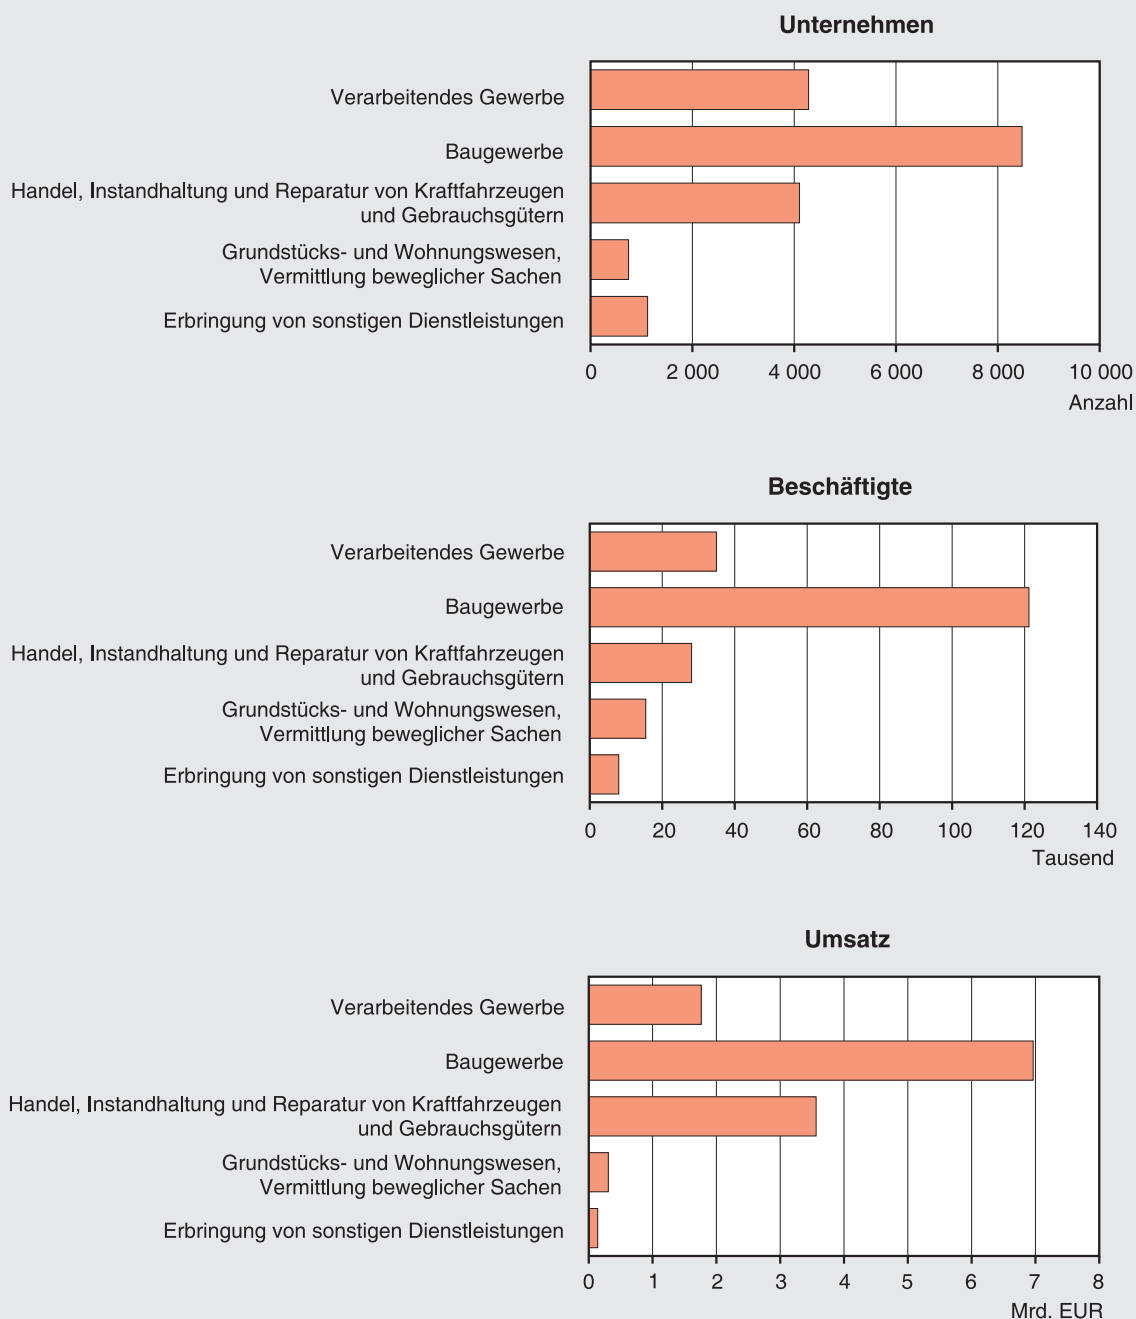 Unternehmen
Verarbeitendes Gewerbe
Baugewerbe
Handel, Instandhaltung und Reparatur von Kraftfahrzeugen
und Gebrauchsgütern
Grundstücks- und Wohnungswesen,
Vermittlung beweglicher Sachen
Erbringung von sonstigen Dienstleistungen
0 2 000 4 000 6 000 8 000 10 000
Anzahl
Beschäftigte
Verarbeitendes Gewerbe
Baugewerbe
Handel, Instandhaltung und Reparatur von Kraftfahrzeugen
und Gebrauchsgütern
Grundstücks- und Wohnungswesen,
Vermittlung beweglicher Sachen
Erbringung von sonstigen Dienstleistungen
0 20 40 60 80 100 120 140
Tausend
Umsatz
Verarbeitendes Gewerbe
Baugewerbe
Handel, Instandhaltung und Reparatur von Kraftfahrzeugen
und Gebrauchsgütern
Grundstücks- und Wohnungswesen,
Vermittlung beweglicher Sachen
Erbringung von sonstigen Dienstleistungen
0 1 2 3 4 5 6 7 8
Mrd. EUR